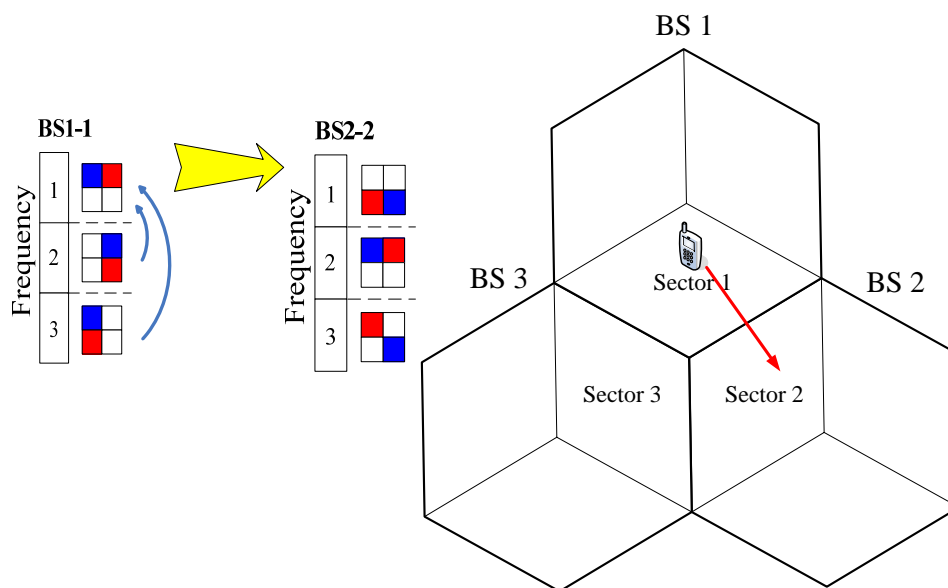 BS 1
BS1-1
BS2-2
Frequency
1
2
3
Frequency
1
2
3
BS 3
Sector 1
BS 2
Sector 3
Sector 2